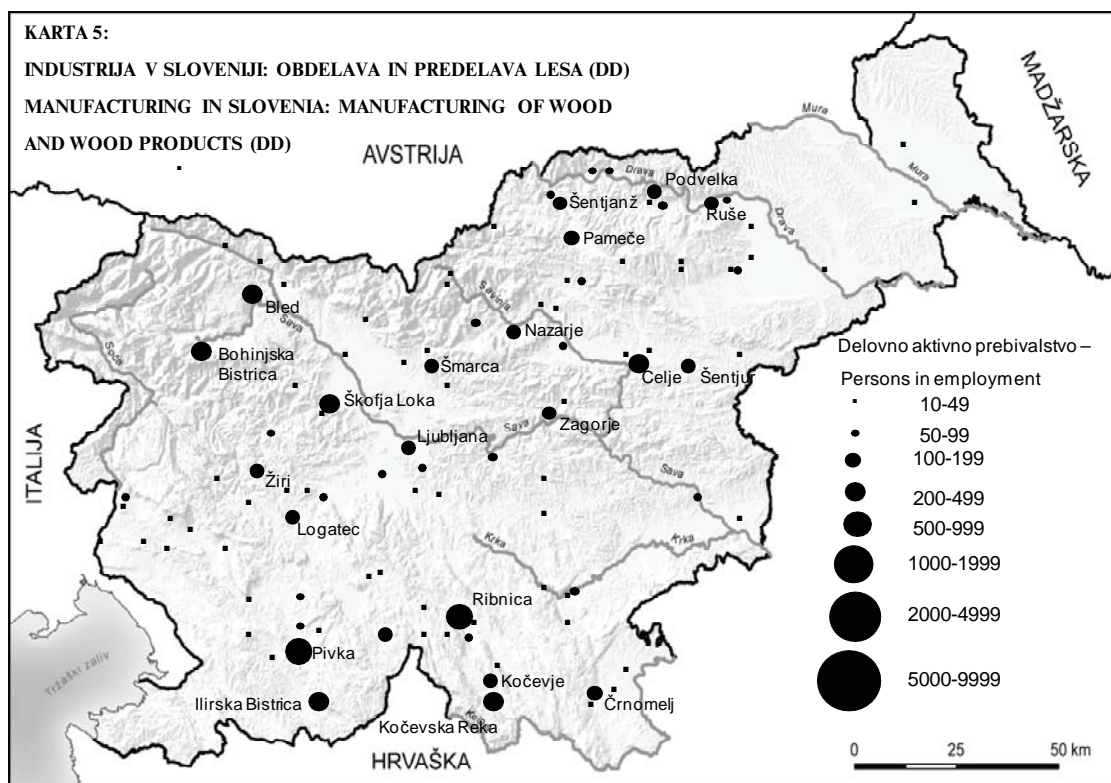 KARTA 5:
INDUSTRIJA V SLOVENIJI: OBDELAVA IN PREDELAVA LESA (DD)
MANUFACTURING IN SLOVENIA: MANUFACTURING OF WOOD
AND WOOD PRODUCTS (DD)
AVSTRIJA
MADŽARSKA
Mura
Mura
Drava
Podvelka
Šentjanž
Ruše
Drava
Pameče
Bled
Sava
Savinja
Nazarje
Soča
Bohinjska
Bistrica
Šmarca
Celje
Šentju
Škofja Loka
Sava
Zagorje
Ljubljana
Sava
ITALIJA
Žiri
Logatec
Krka
Krka
Ribnica
Pivka
Tržaški zaliv
Kočevje
Črnomelj
Ilirska Bistrica
Kočevska Reka
HRVAŠKA
Delovno aktivno prebivalstvo –
Persons in employment
10-49
50-99
100-199
200-499
500-999
1000-1999
2000-4999
5000-9999
0 25 50 km